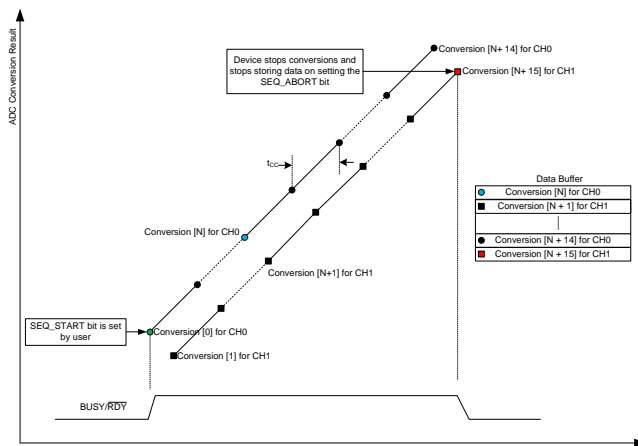 ADC Conversion Result
Conversion [N+ 14] for CH0
Device stops conversions and
stops storing data on setting the
SEQ_ABORT bit
Conversion [N+ 15] for CH1
tCC
Data Buffer
Conversion [N] for CH0
Conversion [N + 1] for CH1
Conversion [N + 14] for CH0
Conversion [N + 15] for CH1
Conversion [N] for CH0
Conversion [N+1] for CH1
SEQ_START bit is set
by user
Conversion [0] for CH0
Conversion [1] for CH1
BUSY/RDY